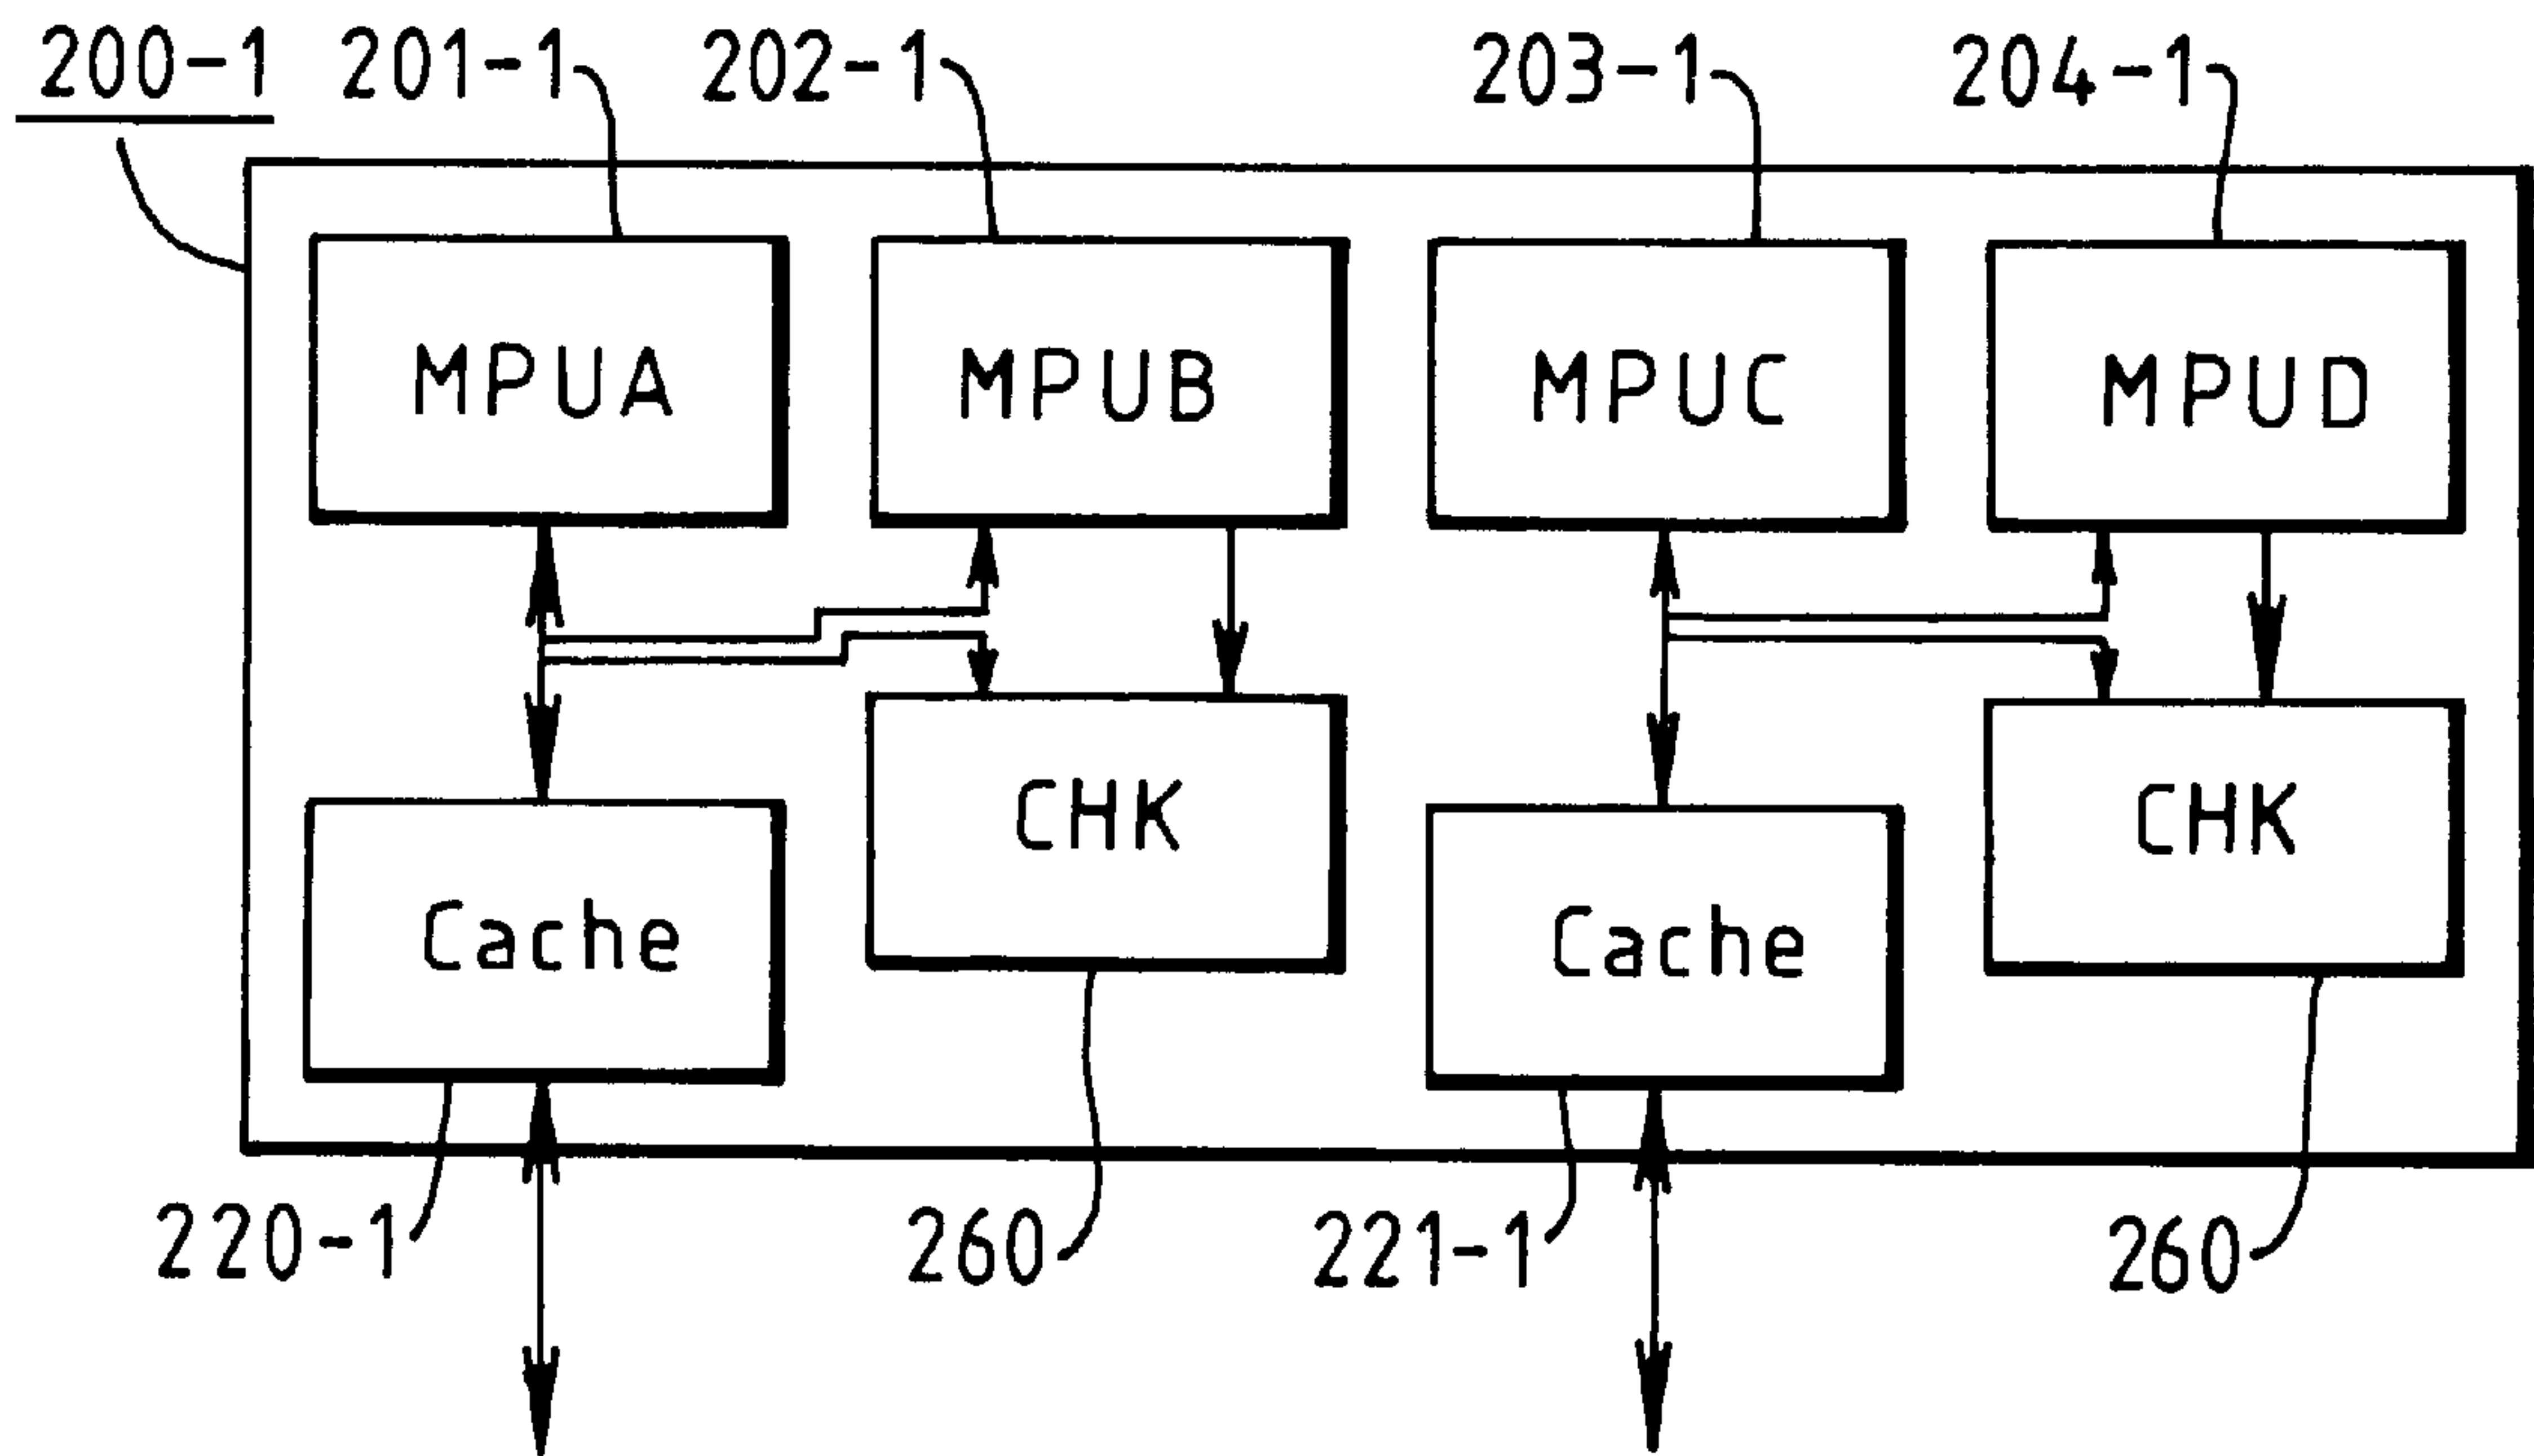 200-1 201-1 202-1 203-1 204-1
MPUA MPUB MPUC MPUD
CHK CHK
Cache Cache
220-1 260 221-1 260